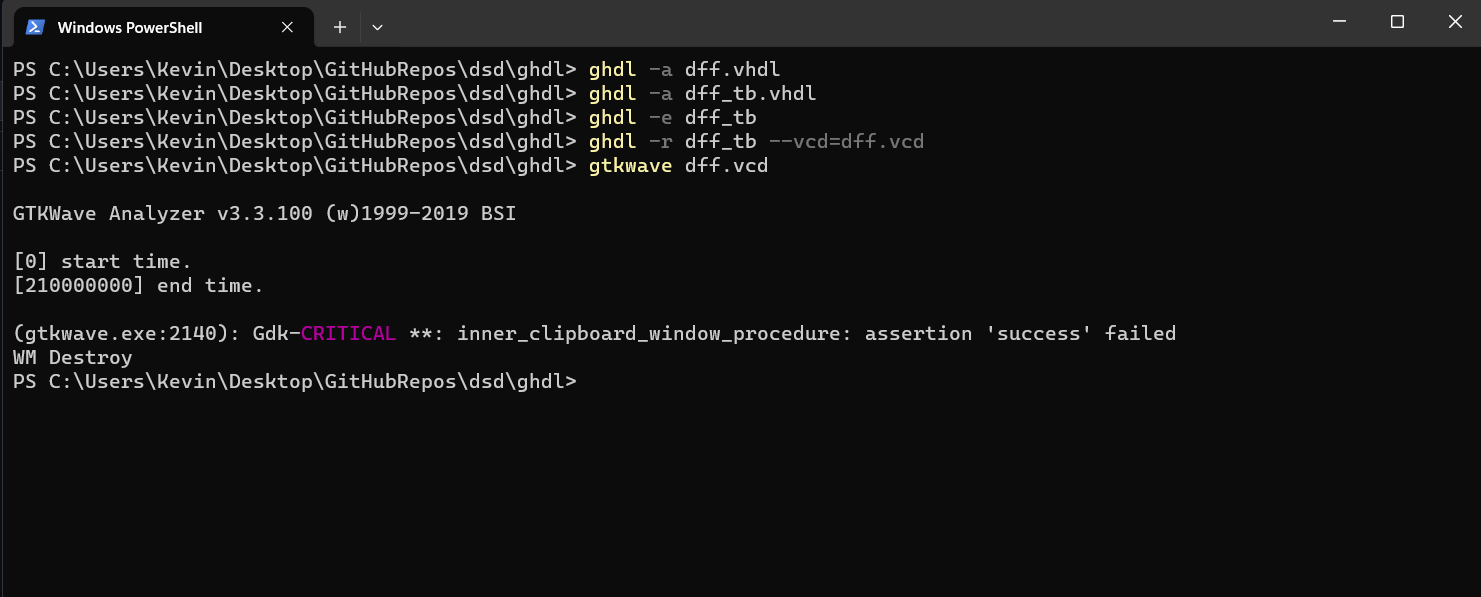 Windows PowerShell
PS C:\Users\Kevin\Desktop\GitHubRepos\dsd\ghdl> ghdl -a dff.vhdl
PS C:\Users\Kevin\Desktop\GitHubRepos\dsd\ghdl> ghdl -a dff_tb.vhdl
PS C:\Users\Kevin\Desktop\GitHubRepos\dsd\ghdl> ghdl -e dff_tb
PS C:\Users\Kevin\Desktop\GitHubRepos\dsd\ghdl> ghdl -r dff_tb --vcd=dff.vcd
PS C:\Users\Kevin\Desktop\GitHubRepos\dsd\ghdl> gtkwave dff.vcd
GTKWave Analyzer v3.3.100 (w)1999-2019 BSI
[0] start time.
[210000000] end time.
(gtkwave.exe:2140): Gdk-CRITICAL **: inner_clipboard_window_procedure: assertion 'success' failed
WM Destroy
PS C:\Users\Kevin\Desktop\GitHubRepos\dsd\ghdl>